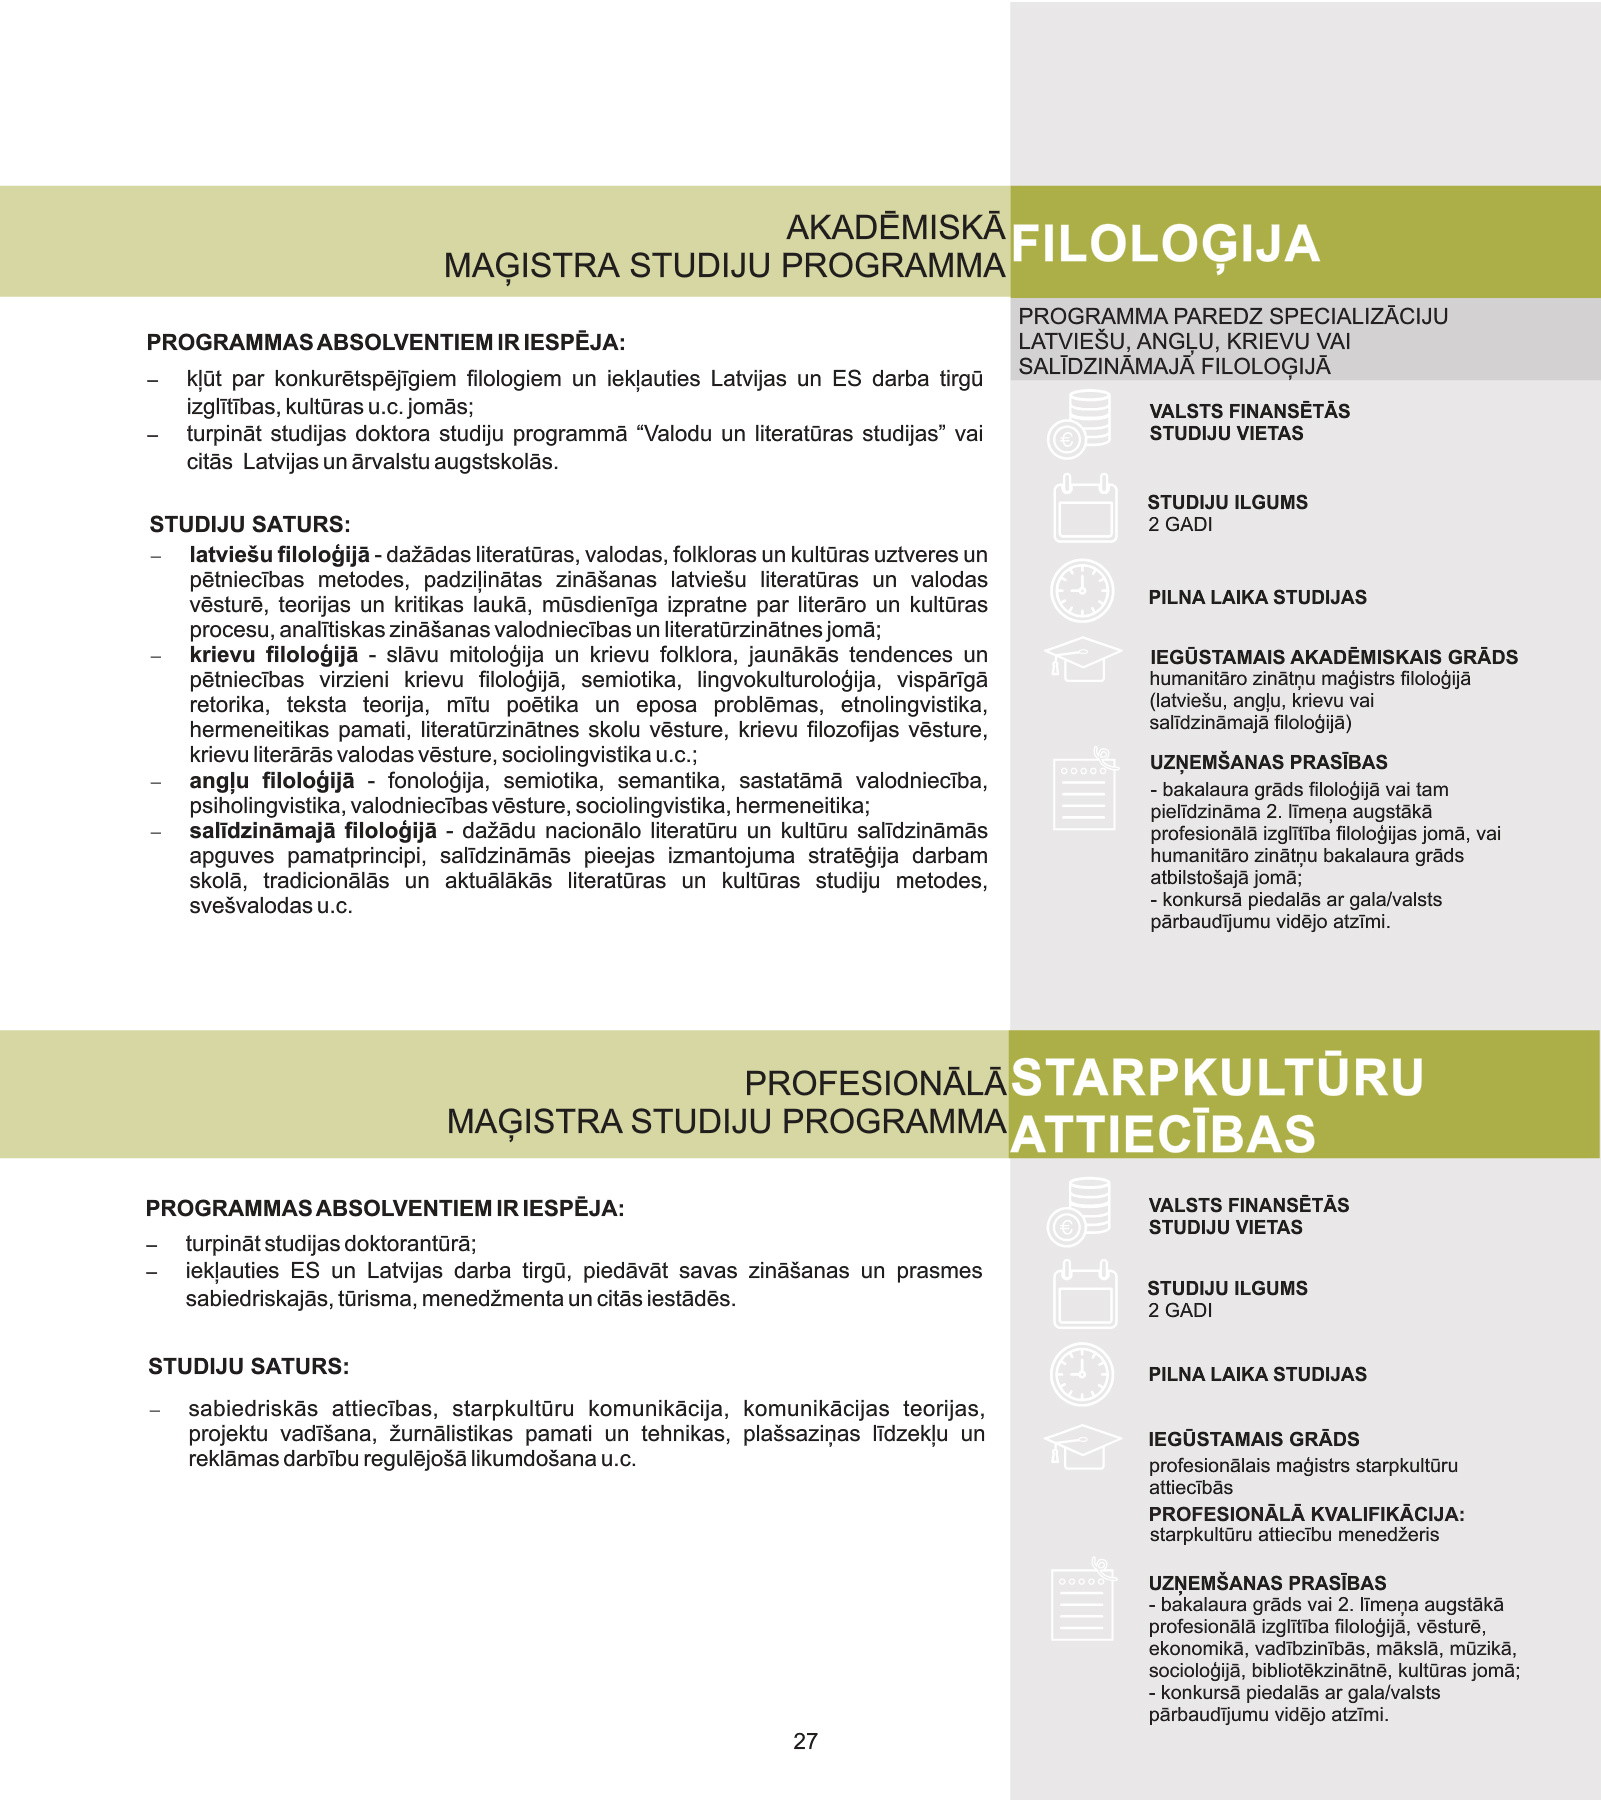 AKADĒMISKĀ
MAĢISTRA STUDIJU PROGRAMMA
FILOLOĢIJA
PROGRAMMA PAREDZ SPECIALIZĀCIJU
LATVIEŠU, ANGĻU, KRIEVU VAI
SALĪDZINĀMAJĀ FILOLOĢIJĀ
PROGRAMMAS ABSOLVENTIEM IR IESPĒJA:
– kļūt par konkurētspējīgiem filologiem un iekļauties Latvijas un ES darba tirgū
izglītības, kultūras u.c. jomās;
– turpināt studijas doktora studiju programmā “Valodu un literatūras studijas” vai
citās Latvijas un ārvalstu augstskolās.
STUDIJU SATURS:
– latviešu filoloģijā - dažādas literatūras, valodas, folkloras un kultūras uztveres un
pētniecības metodes, padziļinātas zināšanas latviešu literatūras un valodas
vēsturē, teorijas un kritikas laukā, mūsdienīga izpratne par literāro un kultūras
procesu, analītiskas zināšanas valodniecības un literatūrzinātnes jomā;
– krievu filoloģijā - slāvu mitoloģija un krievu folklora, jaunākās tendences un
pētniecības virzieni krievu filoloģijā, semiotika, lingvokulturoloģija, vispārīgā
retorika, teksta teorija, mītu poētika un eposa problēmas, etnolingvistika,
hermeneitikas pamati, literatūrzinātnes skolu vēsture, krievu filozofijas vēsture,
krievu literārās valodas vēsture, sociolingvistika u.c.;
– angļu filoloģijā - fonoloģija, semiotika, semantika, sastatāmā valodniecība,
psiholingvistika, valodniecības vēsture, sociolingvistika, hermeneitika;
– salīdzināmajā filoloģijā - dažādu nacionālo literatūru un kultūru salīdzināmās
apguves pamatprincipi, salīdzināmās pieejas izmantojuma stratēģija darbam
skolā, tradicionālās un aktuālākās literatūras un kultūras studiju metodes,
svešvalodas u.c.
€
VALSTS FINANSĒTĀS
STUDIJU VIETAS
STUDIJU ILGUMS
2 GADI
PILNA LAIKA STUDIJAS
IEGŪSTAMAIS AKADĒMISKAIS GRĀDS
humanitāro zinātņu maģistrs filoloģijā
(latviešu, angļu, krievu vai
salīdzināmajā filoloģijā)
UZŅEMŠANAS PRASĪBAS
- bakalaura grāds filoloģijā vai tam
pielīdzināma 2. līmeņa augstākā
profesionālā izglītība filoloģijas jomā, vai
humanitāro zinātņu bakalaura grāds
atbilstošajā jomā;
- konkursā piedalās ar gala/valsts
pārbaudījumu vidējo atzīmi.
PROFESIONĀLĀ
MAĢISTRA STUDIJU PROGRAMMA
STARPKULTŪRU
ATTIECĪBAS
PROGRAMMAS ABSOLVENTIEM IR IESPĒJA:
– turpināt studijas doktorantūrā;
– iekļauties ES un Latvijas darba tirgū, piedāvāt savas zināšanas un prasmes
sabiedriskajās, tūrisma, menedžmenta un citās iestādēs.
STUDIJU SATURS:
– sabiedriskās attiecības, starpkultūru komunikācija, komunikācijas teorijas,
projektu vadīšana, žurnālistikas pamati un tehnikas, plašsaziņas līdzekļu un
reklāmas darbību regulējošā likumdošana u.c.
€
VALSTS FINANSĒTĀS
STUDIJU VIETAS
STUDIJU ILGUMS
2 GADI
PILNA LAIKA STUDIJAS
IEGŪSTAMAIS GRĀDS
profesionālais maģistrs starpkultūru
attiecībās
PROFESIONĀLĀ KVALIFIKĀCIJA:
starpkultūru attiecību menedžeris
UZŅEMŠANAS PRASĪBAS
- bakalaura grāds vai 2. līmeņa augstākā
profesionālā izglītība filoloģijā, vēsturē,
ekonomikā, vadībzinībās, mākslā, mūzikā,
socioloģijā, bibliotēkzinātnē, kultūras jomā;
- konkursā piedalās ar gala/valsts
pārbaudījumu vidējo atzīmi.
27